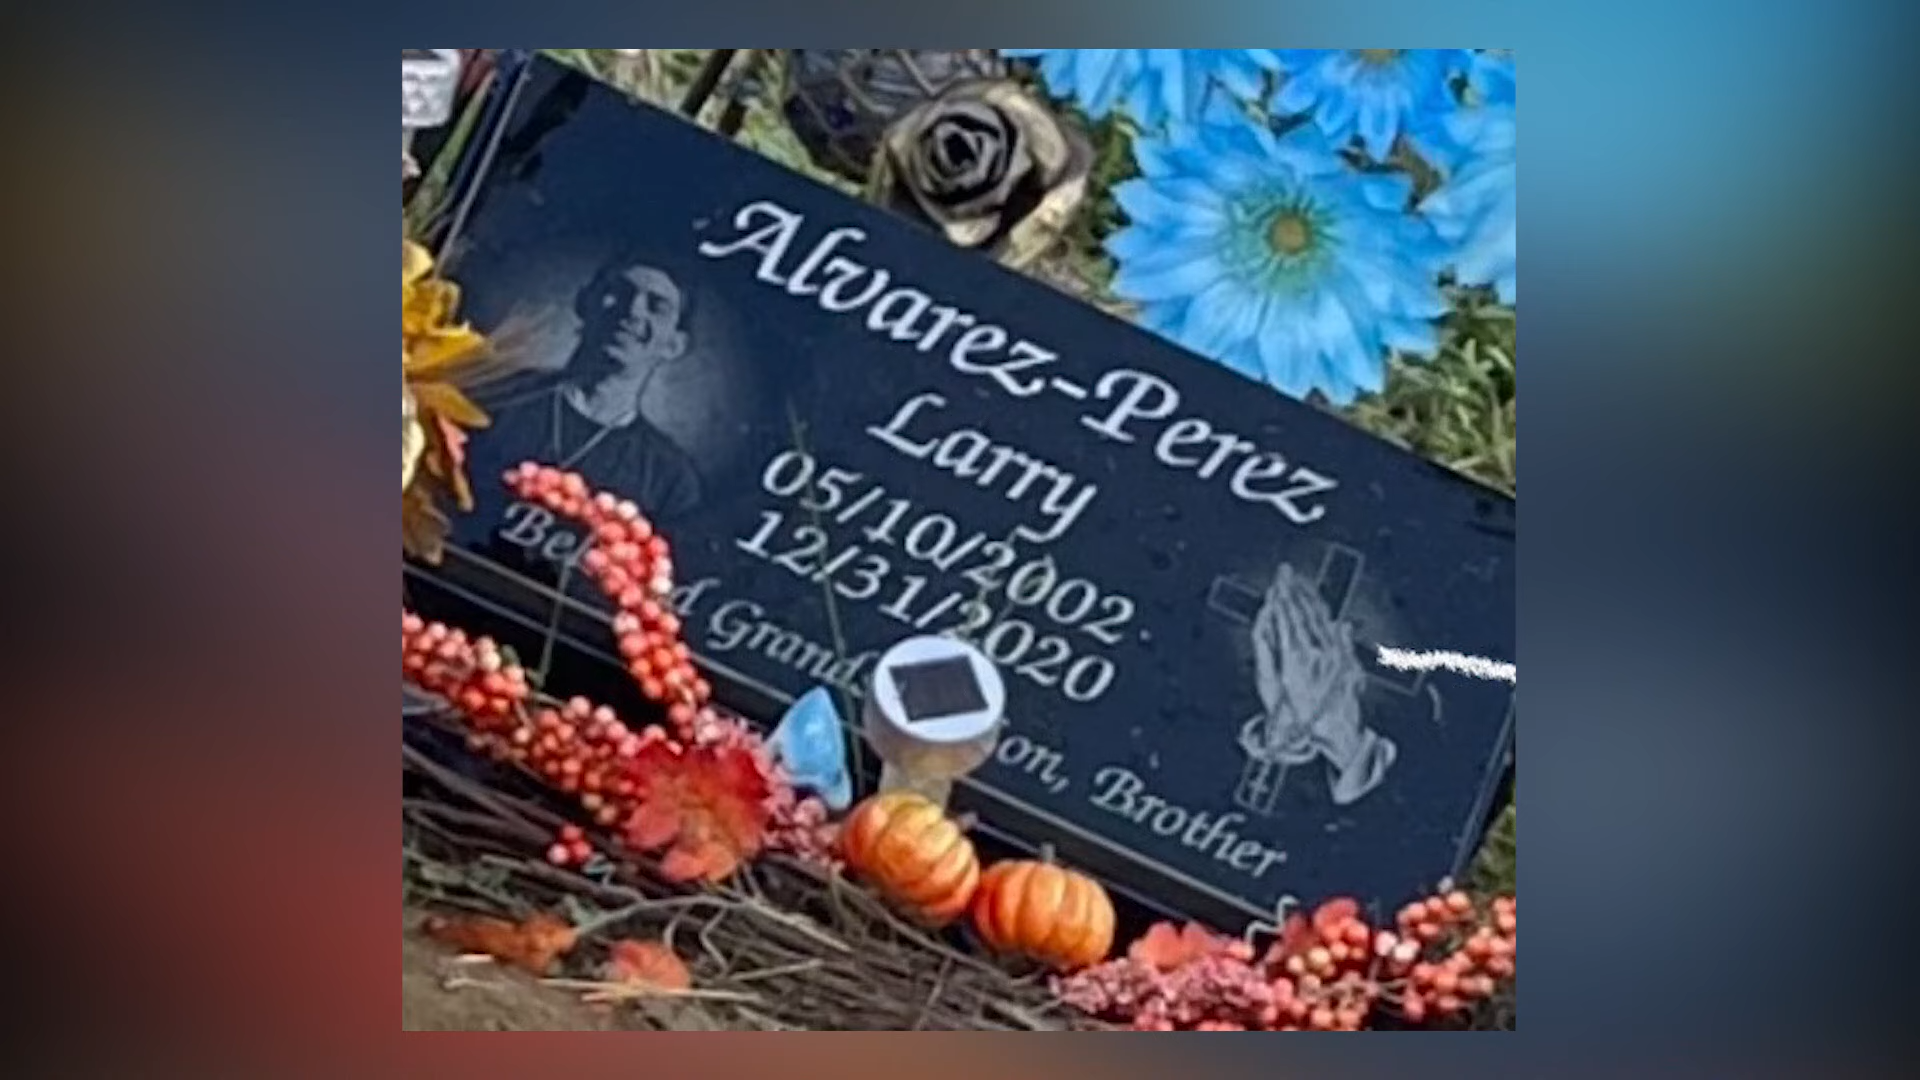 Alvarez-Perez
Larry
05/10/2002
12/31/2020
Grand on, Brother